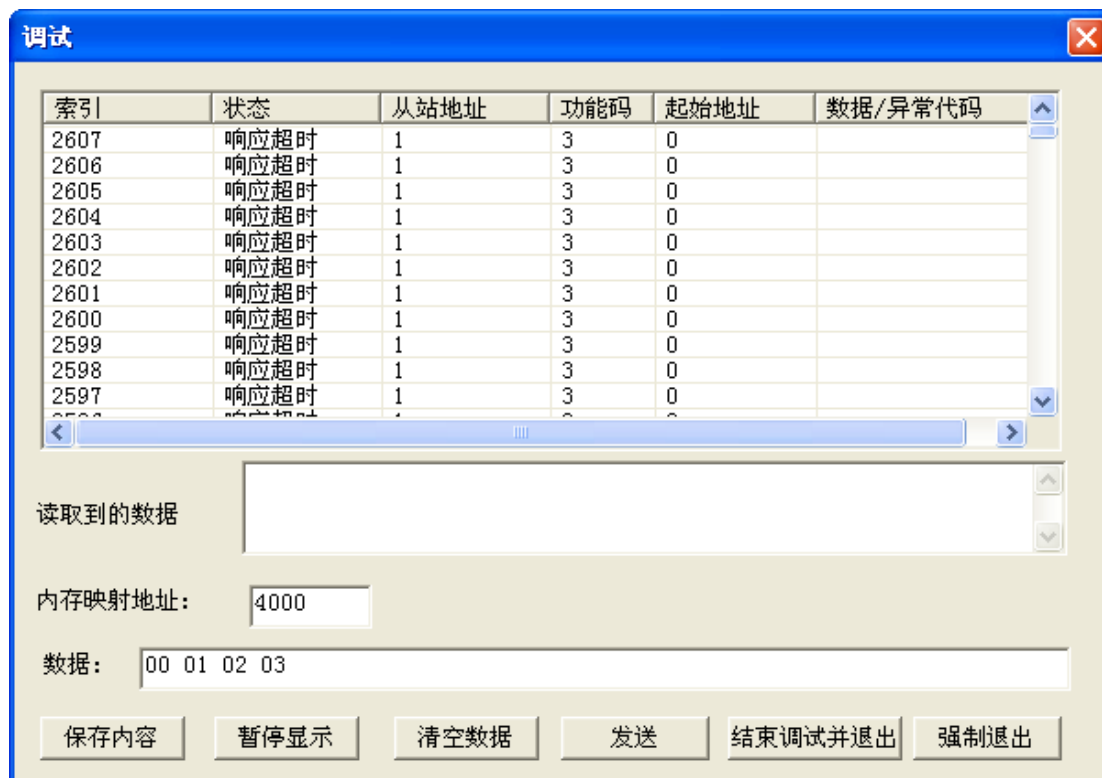 调试
索引 状态 从站地址 功能码 起始地址 数据/异常代码
2607 响应超时 1 3 0
2606 响应超时 1 3 0
2605 响应超时 1 3 0
2604 响应超时 1 3 0
2603 响应超时 1 3 0
2602 响应超时 1 3 0
2601 响应超时 1 3 0
2600 响应超时 1 3 0
2599 响应超时 1 3 0
2598 响应超时 1 3 0
2597 响应超时 1 3 0
读取到的数据
内存映射地址: 4000
数据: 00 01 02 03
保存内容 暂停显示 清空数据 发送 结束调试并退出 强制退出